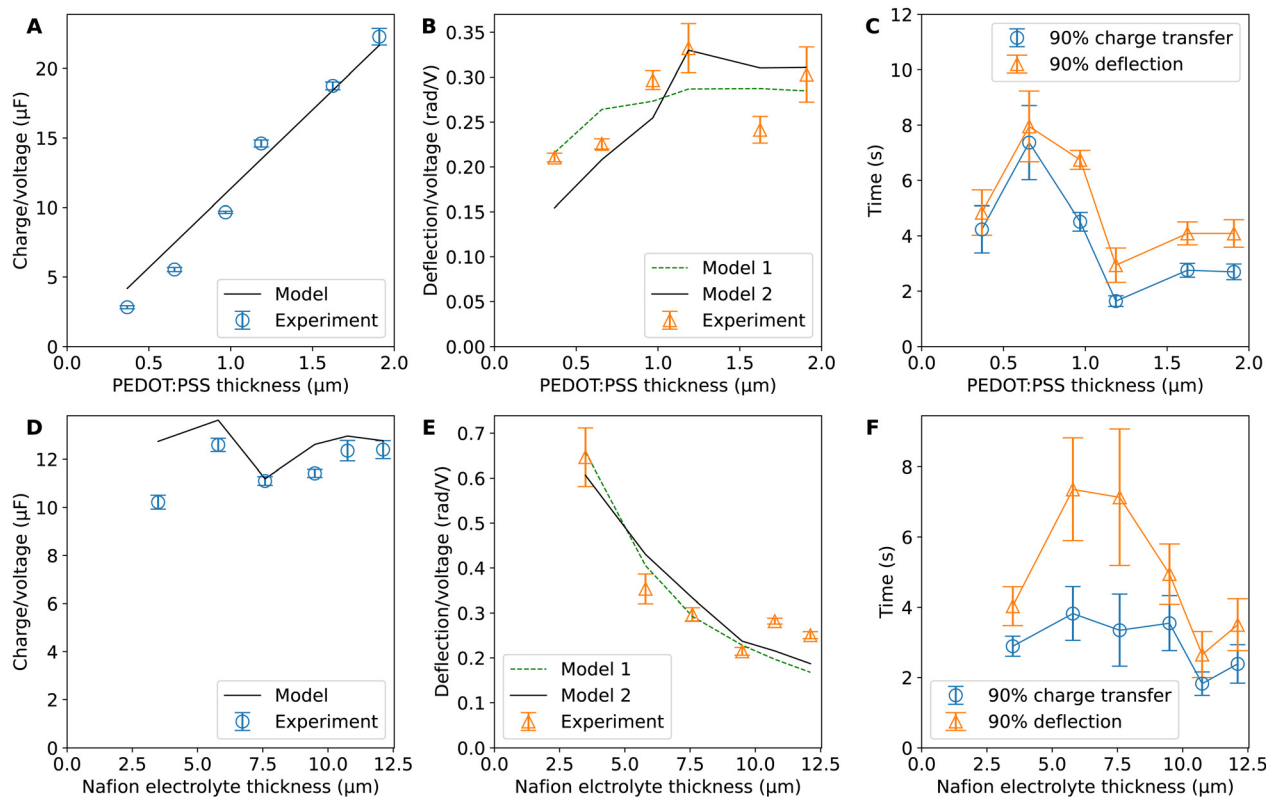 A
Charge/voltage (µF)
20
15
10
5
0
0.0 0.5 1.0 1.5 2.0
PEDOT:PSS thickness (µm)
Model
Experiment
B
Deflection/voltage (rad/V)
0.35
0.30
0.25
0.20
0.15
0.10
0.05
0.00
0.0 0.5 1.0 1.5 2.0
PEDOT:PSS thickness (µm)
Model 1
Model 2
Experiment
C
Time (s)
12
10
8
6
4
2
0
0.0 0.5 1.0 1.5 2.0
PEDOT:PSS thickness (µm)
90% charge transfer
90% deflection
D
Charge/voltage (µF)
12
10
8
6
4
2
0
0.0 2.5 5.0 7.5 10.0 12.5
Nafion electrolyte thickness (µm)
Model
Experiment
E
Deflection/voltage (rad/V)
0.7
0.6
0.5
0.4
0.3
0.2
0.1
0.0
0.0 2.5 5.0 7.5 10.0 12.5
Nafion electrolyte thickness (µm)
Model 1
Model 2
Experiment
F
Time (s)
8
6
4
2
0
0.0 2.5 5.0 7.5 10.0 12.5
Nafion electrolyte thickness (µm)
90% charge transfer
90% deflection